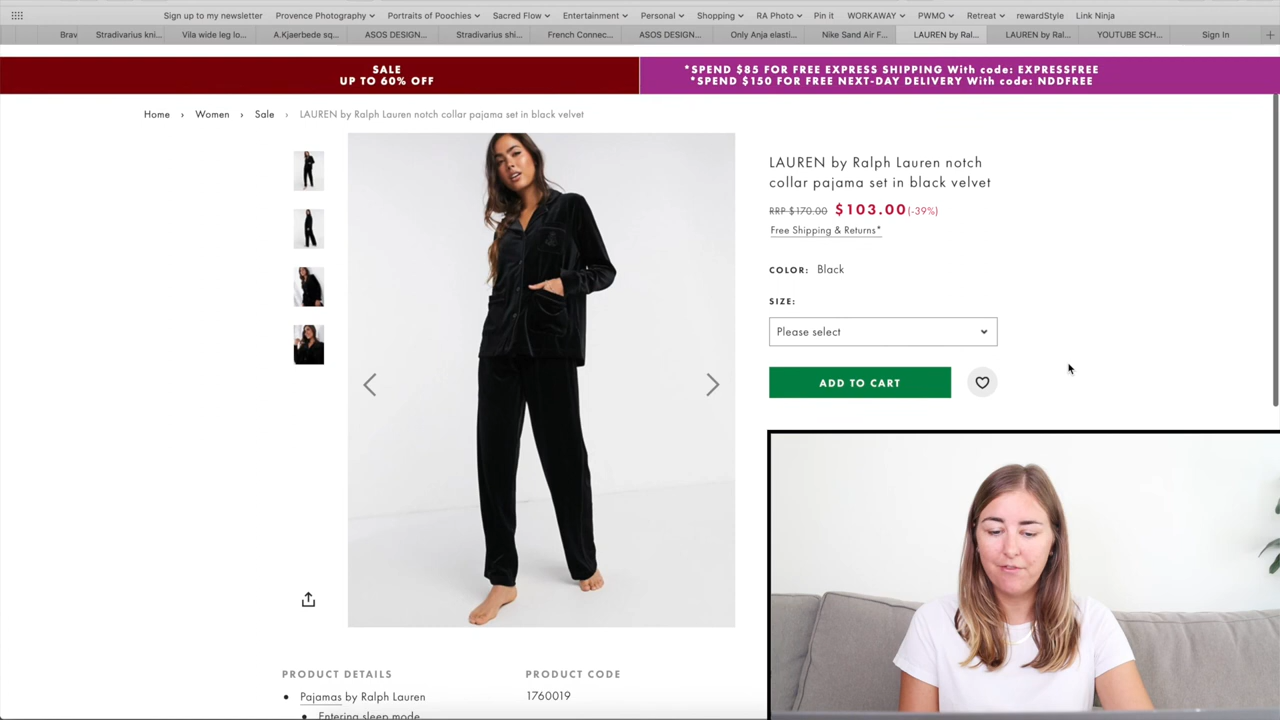 Sign up to my newsletter Provence Photography Portraits of Poochies Sacred Flow Entertainment Personal Shopping RA Photo Pin it WORKAWAY PWMO Retreat rewardStyle Link Ninja
Brav Stradivarius kni... Vila wide leg lo... A.Kjaerbede sq... ASOS DESIGN... Stradivarius shi... French Connec... ASOS DESIGN... Only Anja elasti... Nike Sand Air F... LAUREN by Ral... LAUREN by Ral... YOUTUBE SCH... Sign In
SALE
UP TO 60% OFF
*SPEND $85 FOR FREE EXPRESS SHIPPING With code: EXPRESSFREE
*SPEND $150 FOR FREE NEXT-DAY DELIVERY With code: NDDFREE
Home › Women › Sale › LAUREN by Ralph Lauren notch collar pajama set in black velvet
LAUREN by Ralph Lauren notch
collar pajama set in black velvet
RRP $170.00 $103.00 (-39%)
Free Shipping & Returns*
COLOR: Black
SIZE:
Please select
ADD TO CART
PRODUCT DETAILS
• Pajamas by Ralph Lauren
• Entering sleep mode
PRODUCT CODE
1760019